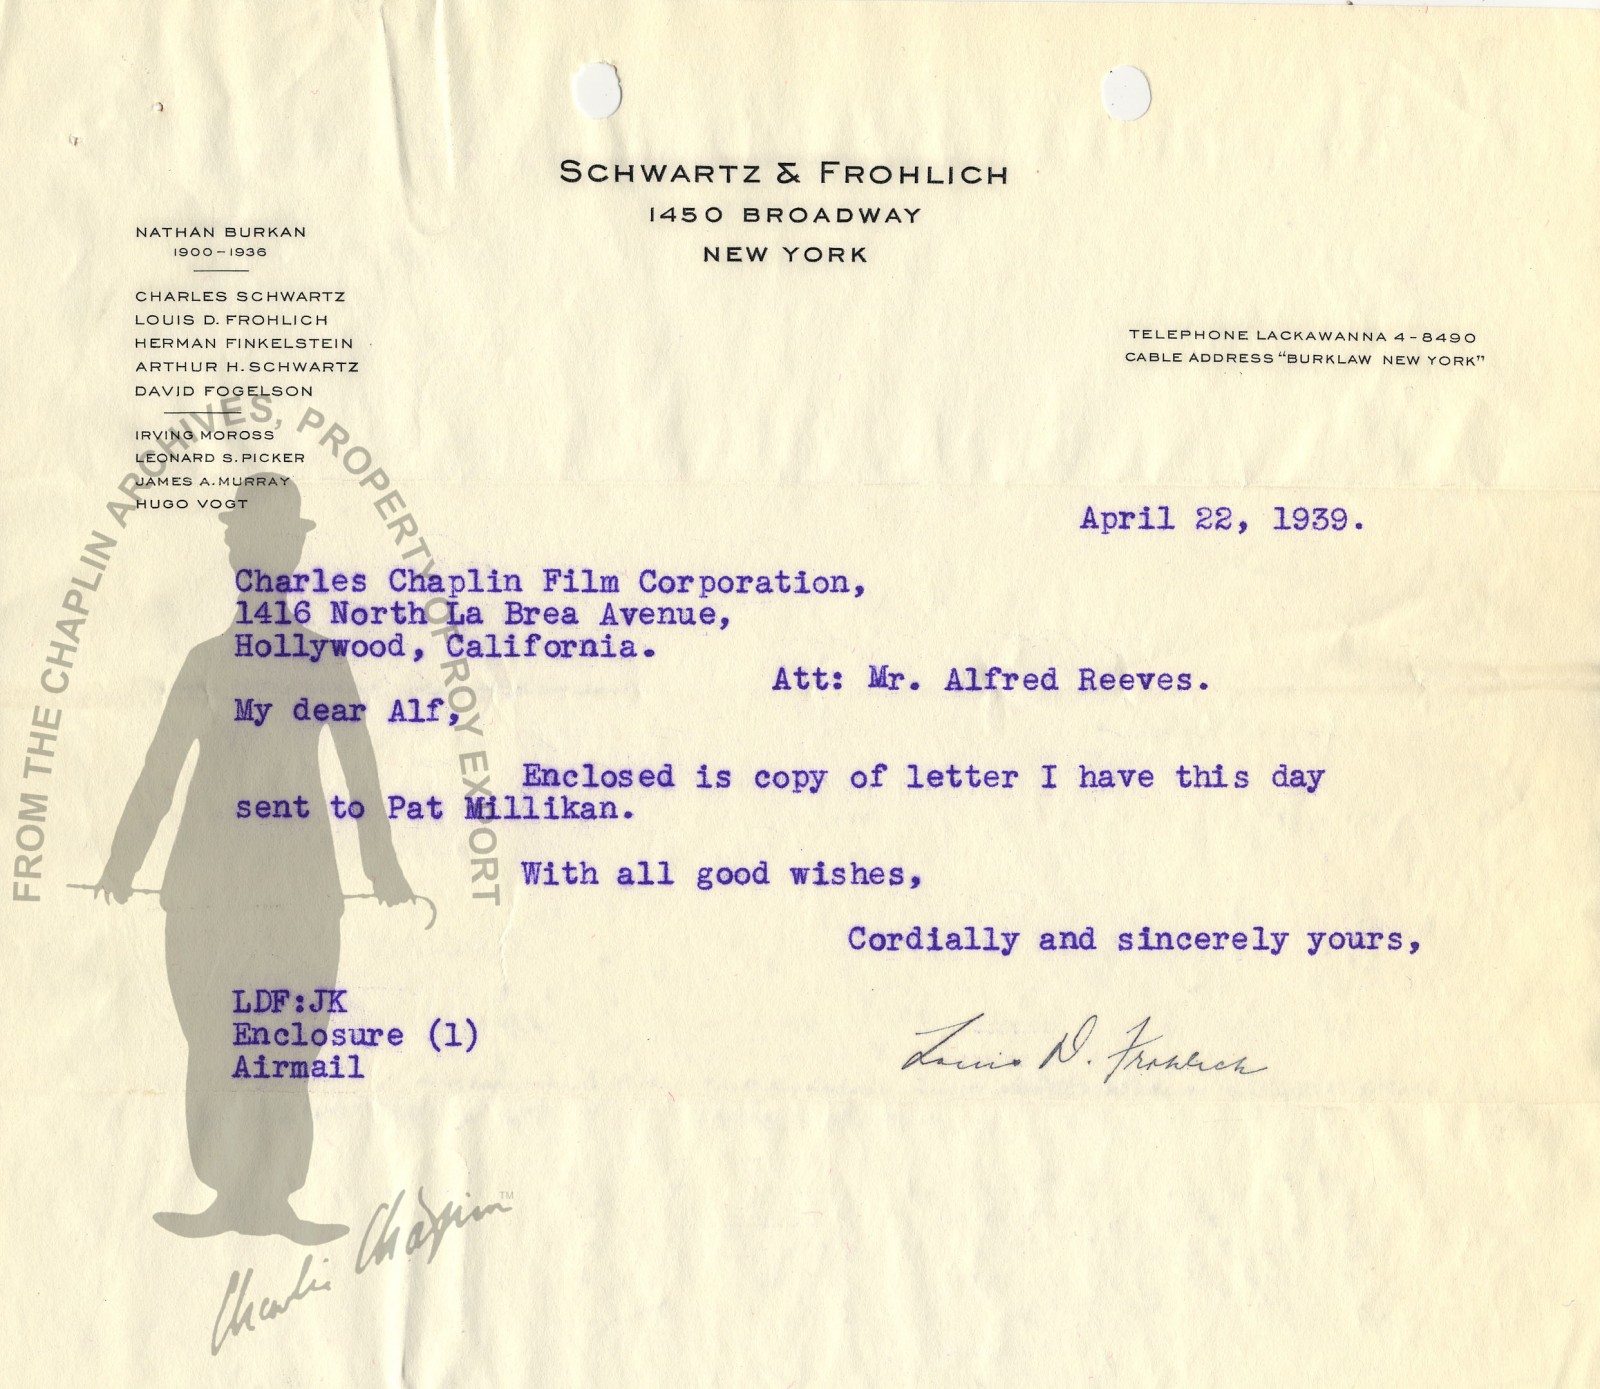 SCHWARTZ & FROHLICH
1450 BROADWAY
NEW YORK
NATHAN BURKAN
1900-1936
CHARLES SCHWARTZ
LOUIS D. FROHLICH
HERMAN FINKELSTEIN
ARTHUR H. SCHWARTZ
DAVID FOGELSON
IRVING MOROSS
LEONARD S. PICKER
JAMES A. MURRAY
HUGO VOGT
TELEPHONE LACKAWANNA 4-8490
CABLE ADDRESS "BURKLAW NEW YORK"
April 22, 1939.
Charles Chaplin Film Corporation,
1416 North La Brea Avenue,
Hollywood, California.
Att: Mr. Alfred Reeves.
My dear Alf,
Enclosed is copy of letter I have this day
sent to Pat Millikan.
With all good wishes,
Cordially and sincerely yours,
LDF:JK
Enclosure (1)
Airmail
Louis D. Frohlich
FROM THE CHAPLIN ARCHIVES, PROPERTY OF ROY EXPORT
Charlie Chaplin™